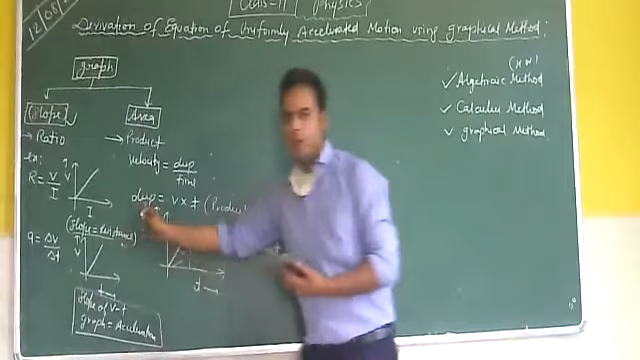 Class-11 Physics
12/08/
Derivation of Equation of Uniformly Accelerated Motion using graphical Method:
graph
(Slope)
Area
→ Ratio
→ Product
ex:
Velocity = disp/time
R = V/I
V
I
disp = v × t (Product
(Slope = Resistance)
a = Δv/Δt
V
t
t
Slope of v-t
graph = Acceleration
(H.W)
✓ Algebraic Method
✓ Calculus Method
✓ graphical Method